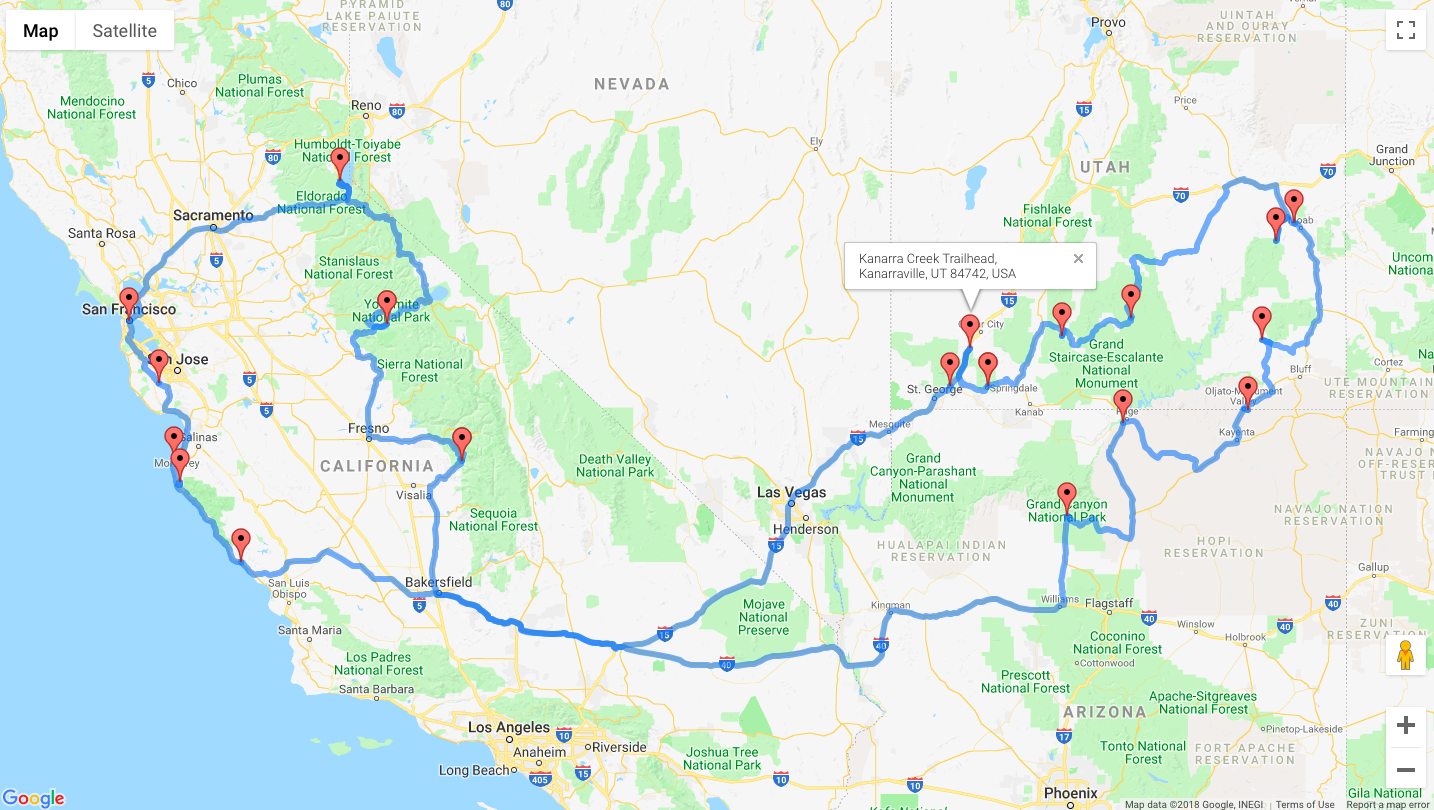 Map Satellite
PYRAMID
LAKE PAIUTE
RESERVATION
80
Provo
UINTAH
AND OURAY
RESERVATION
5
Chico
Plumas
National Forest
NEVADA
Mendocino
National Forest
Reno
80
15
Price
Ely
Humboldt-Toiyabe
National Forest
80
Grand
Junction
UTAH
70
70
Eldorado
National Forest
Sacramento
Fishlake
National Forest
Moab
Santa Rosa
5
Stanislaus
National Forest
Kanarra Creek Trailhead,
Kanarraville, UT 84742, USA
Uncom
Nation
15
San Francisco
Yosemite
National Park
Cedar City
San Jose
Grand
Staircase-Escalante
National
Monument
Sierra National
Forest
Cortez
Bluff
5
5
St. George
Springdale
Kanab
Oljato-Monument
Valley
UTE MOUNTAIN
RESERVATION
Page
Mesquite
Salinas
Fresno
Kayenta
Farming
15
Monterey
CALIFORNIA
Death Valley
National Park
Grand
Canyon-Parashant
National
Monument
NAVAJO N
OFF-RESER
TRUST
Visalia
Las Vegas
Grand Canyon
National Park
Sequoia
National Forest
Henderson
NAVAJO NATION
RESERVATION
15
HUALAPAI INDIAN
RESERVATION
HOPI
RESERVATION
Gallup
San Luis
Obispo
Bakersfield
5
Mojave
National
Preserve
Kingman
Williams
Flagstaff
40
40
40
Winslow
ZUNI
RESERVATION
Santa Maria
15
Holbrook
Coconino
National Forest
40
40
Los Padres
National Forest
Cottonwood
Prescott
National Forest
Santa Barbara
Apache-Sitgreaves
National Forest
ARIZONA
Los Angeles
10
Pinetop-Lakeside
17
Anaheim
Riverside
Joshua Tree
National Park
Tonto National
Forest
FORT APACHE
RESERVATION
Long Beach
405
15
10
10
Phoenix
Gila National
Google
Map data ©2018 Google, INEGI Terms of Use Report a map error